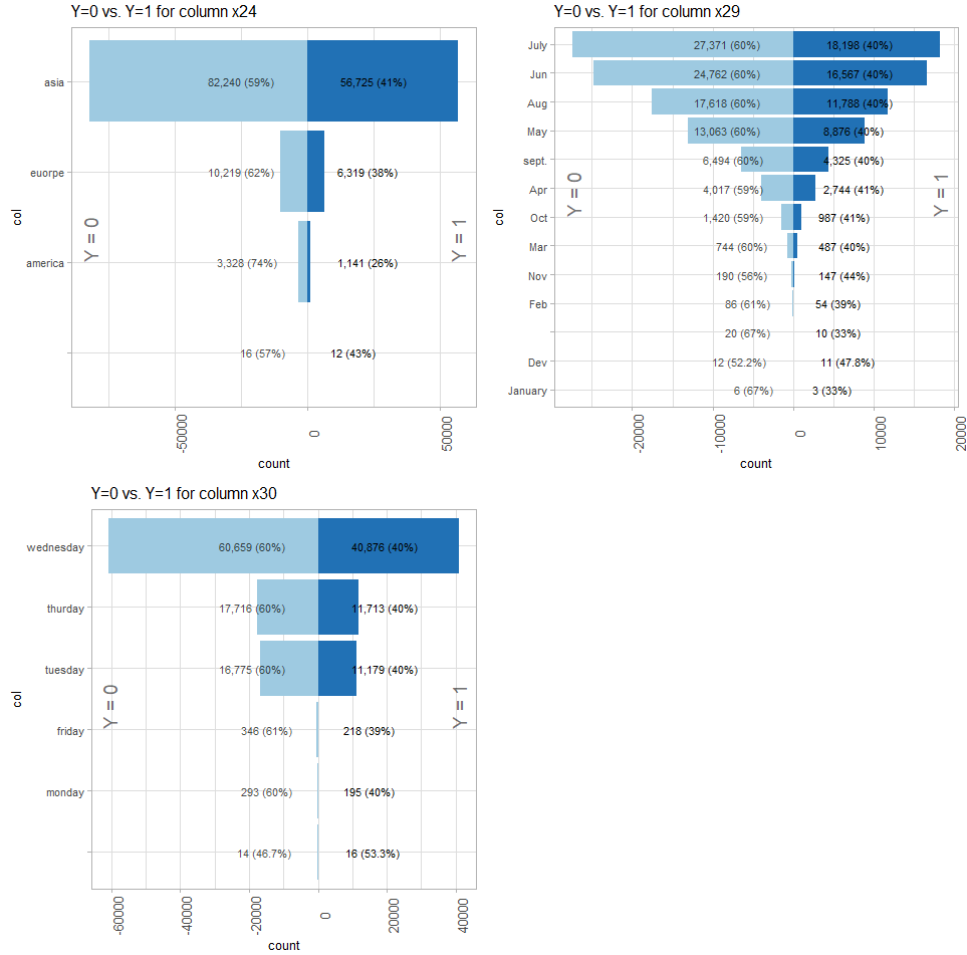 Y=0 vs. Y=1 for column x24
asia
82,240 (59%)
56,725 (41%)
euorpe
10,219 (62%)
6,319 (38%)
america
3,328 (74%)
1,141 (26%)
16 (57%)
12 (43%)
Y = 0
Y = 1
col
-50000
0
50000
count
Y=0 vs. Y=1 for column x29
July
27,371 (60%)
18,198 (40%)
Jun
24,762 (60%)
16,567 (40%)
Aug
17,618 (60%)
11,788 (40%)
May
13,063 (60%)
8,876 (40%)
sept.
6,494 (60%)
4,325 (40%)
Apr
4,017 (59%)
2,744 (41%)
Oct
1,420 (59%)
987 (41%)
Mar
744 (60%)
487 (40%)
Nov
190 (56%)
147 (44%)
Feb
86 (61%)
54 (39%)
20 (67%)
10 (33%)
Dev
12 (52.2%)
11 (47.8%)
January
6 (67%)
3 (33%)
Y = 0
Y = 1
col
-20000
-10000
0
10000
20000
count
Y=0 vs. Y=1 for column x30
wednesday
60,659 (60%)
40,876 (40%)
thurday
17,716 (60%)
11,713 (40%)
tuesday
16,775 (60%)
11,179 (40%)
friday
346 (61%)
218 (39%)
monday
293 (60%)
195 (40%)
14 (46.7%)
16 (53.3%)
Y = 0
Y = 1
col
-60000
-40000
-20000
0
20000
40000
count